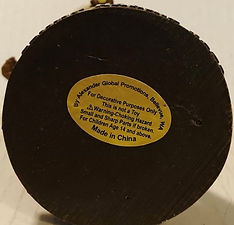 By Alexander Global Promotions, Bellevue, WA
For Decorative Purposes Only
This is not a Toy
⚠Warning-Choking Hazard
Small and Sharp Parts if broken.
For Children Age 14 and above.
Made in China